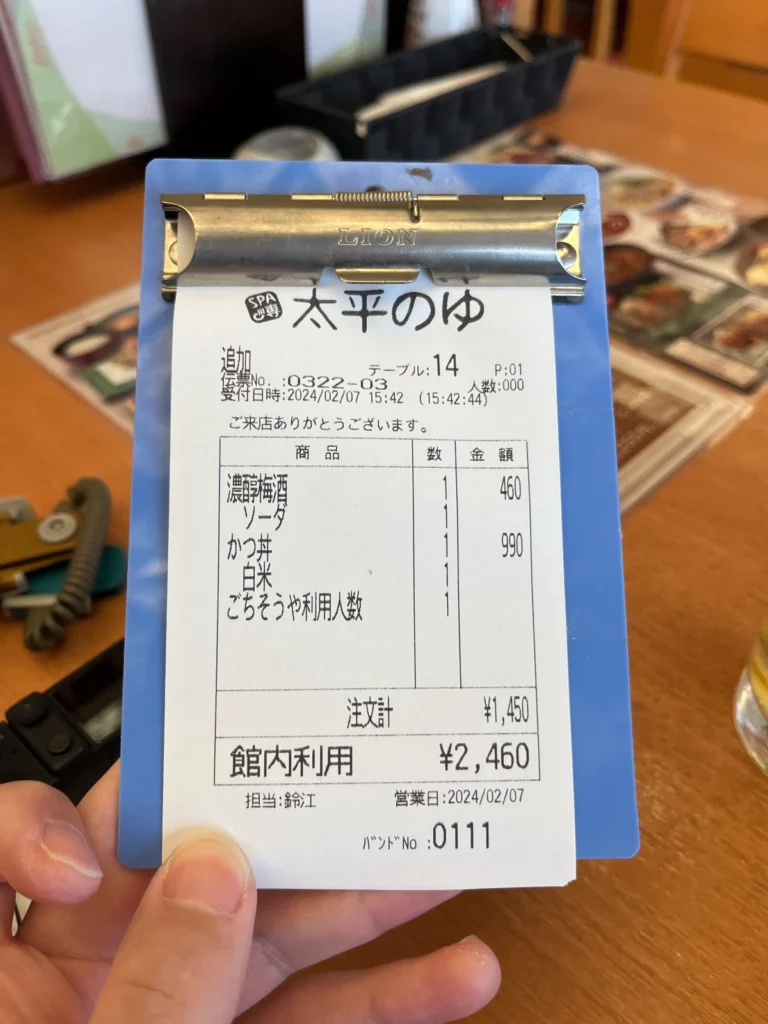 LION
SPA 専 太平のゆ
追加 テーブル:14 P:01
伝票No. :0322-03 人数:000
受付日時:2024/02/07 15:42 (15:42:44)
ご来店ありがとうございます。
商 品 数 金 額
濃醇梅酒 1 460
ソーダ 1
かつ丼 1 990
白米 1
ごちそうや利用人数 1
注文計 ¥1,450
館内利用 ¥2,460
担当:鈴江 営業日:2024/02/07
バンドNo :0111